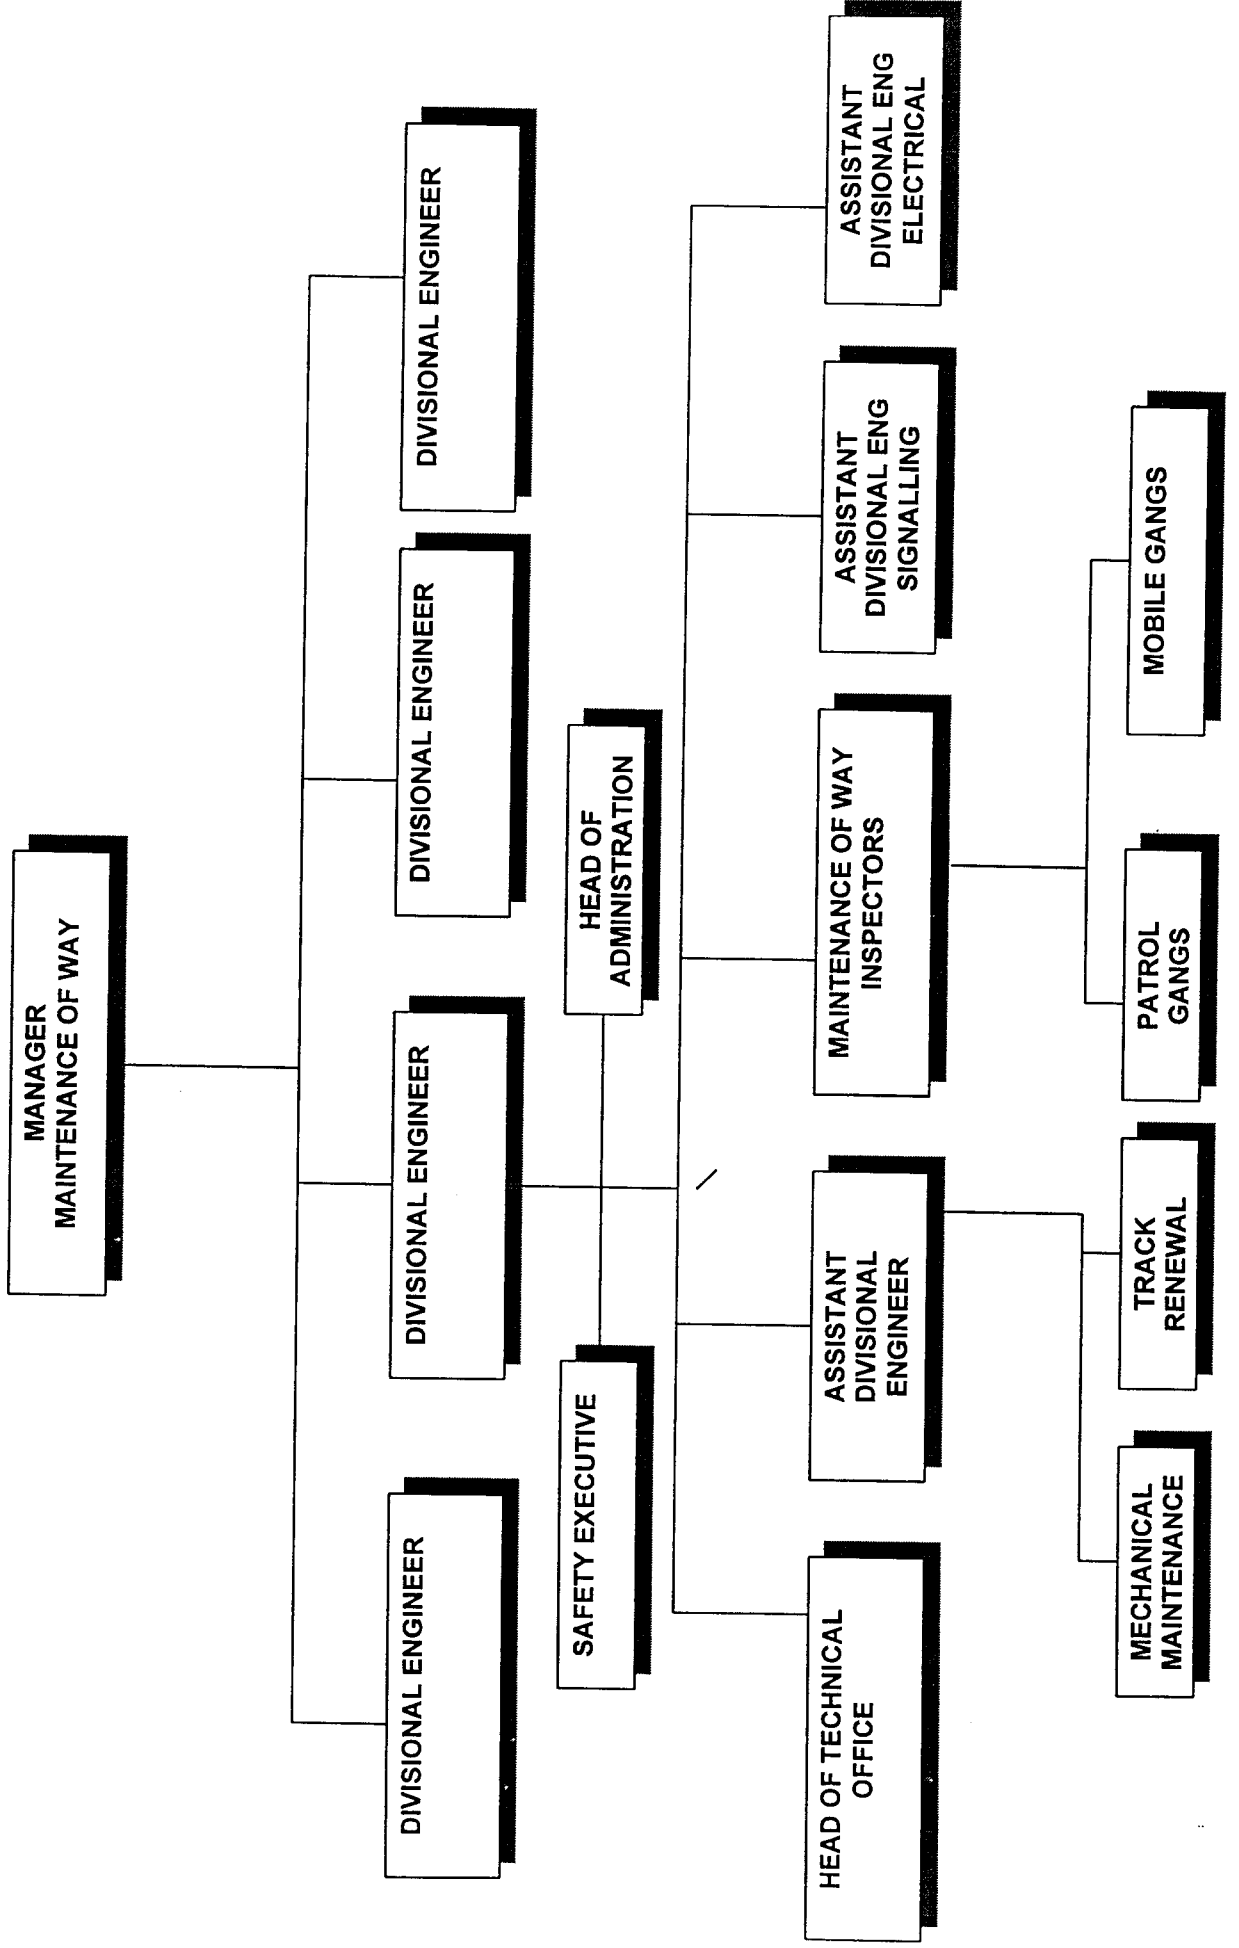 MANAGER
MAINTENANCE OF WAY
DIVISIONAL ENGINEER
DIVISIONAL ENGINEER
DIVISIONAL ENGINEER
DIVISIONAL ENGINEER
SAFETY EXECUTIVE
HEAD OF
ADMINISTRATION
HEAD OF TECHNICAL
OFFICE
ASSISTANT
DIVISIONAL
ENGINEER
MAINTENANCE OF WAY
INSPECTORS
ASSISTANT
DIVISIONAL ENG
SIGNALLING
ASSISTANT
DIVISIONAL ENG
ELECTRICAL
MECHANICAL
MAINTENANCE
TRACK
RENEWAL
PATROL
GANGS
MOBILE GANGS